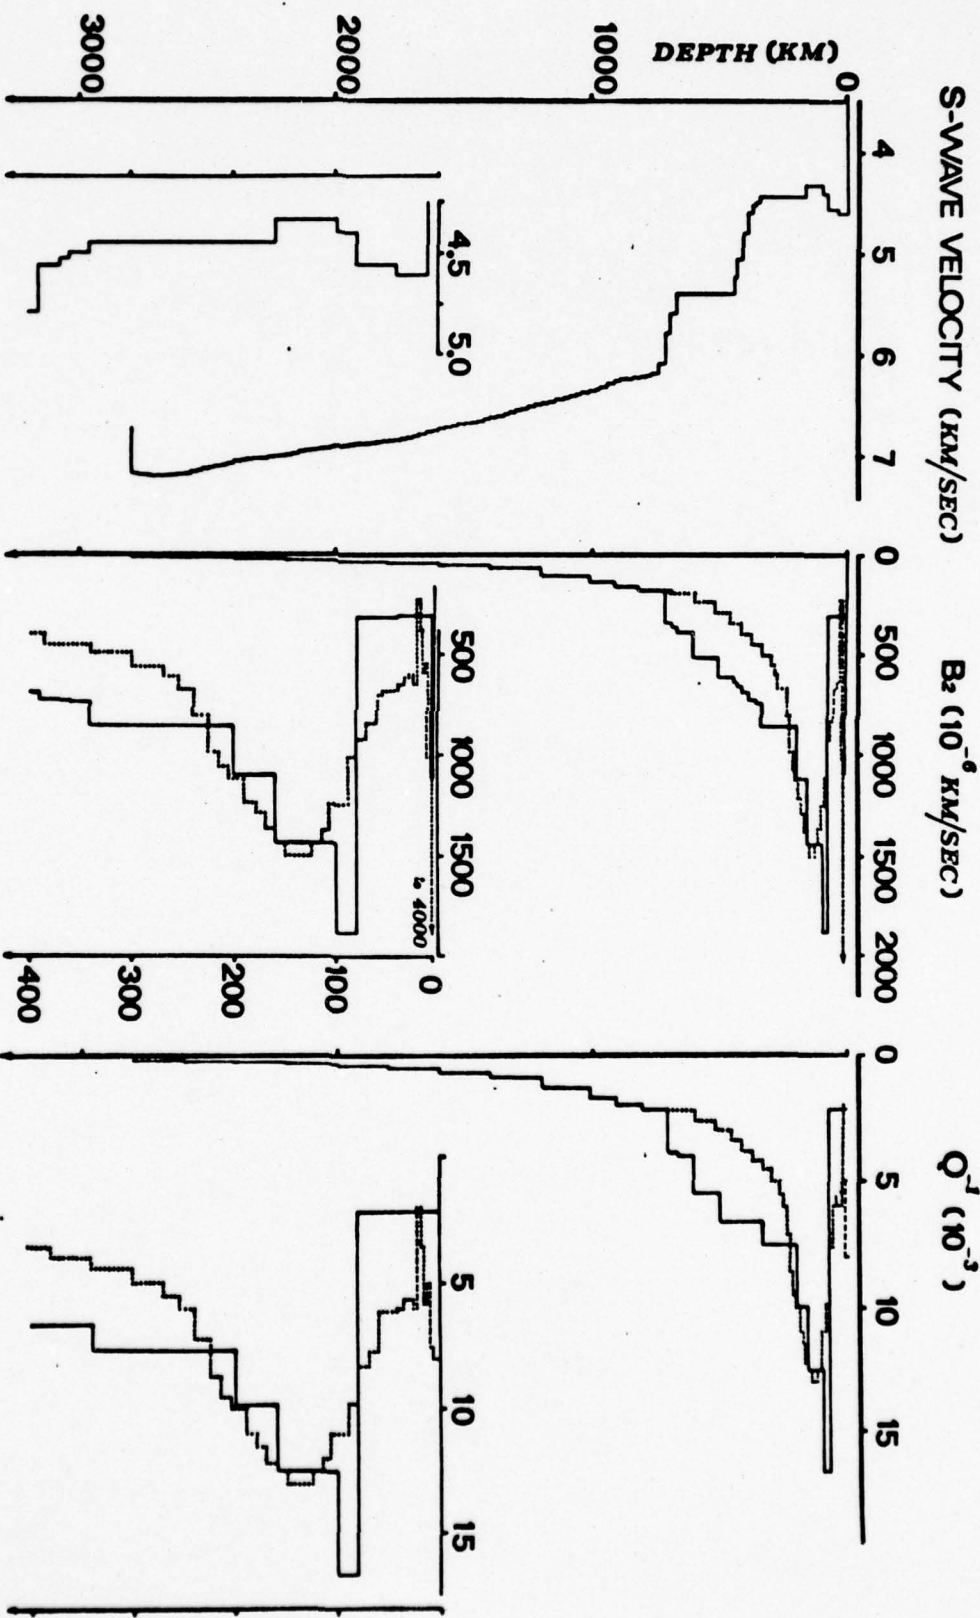 S-WAVE VELOCITY (KM/SEC)
4 5 6 7
DEPTH (KM)
0
1000
2000
3000
4.5 5.0
B₂ (10⁻⁶ KM/SEC)
0 500 1000 1500 2000
500 1000 1500
to 4000
0
100
200
300
400
Q⁻¹ (10⁻³)
0 5 10 15
5 10 15